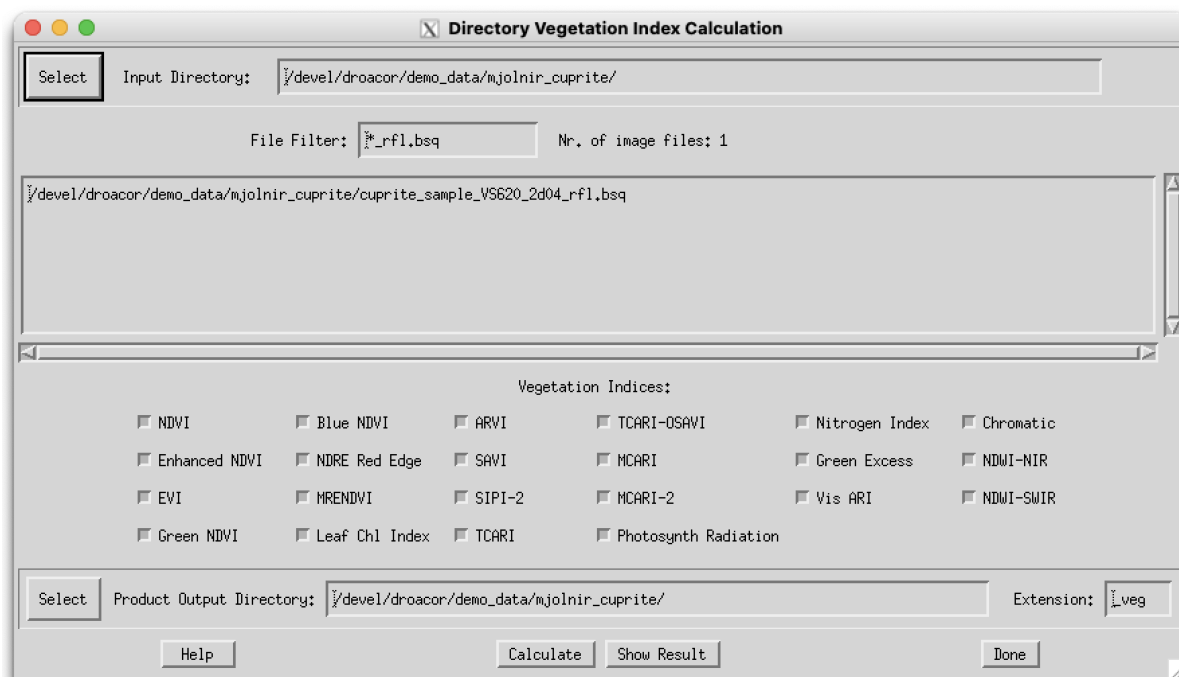 Directory Vegetation Index Calculation
Select Input Directory: /devel/droacor/demo_data/mjolnir_cuprite/
File Filter: *_rfl.bsq Nr. of image files: 1
/devel/droacor/demo_data/mjolnir_cuprite/cuprite_sample_VS620_2d04_rfl.bsq
Vegetation Indices:
NDVI Blue NDVI ARVI TCARI-OSAVI Nitrogen Index Chromatic
Enhanced NDVI NDRE Red Edge SAVI MCARI Green Excess NDWI-NIR
EVI MRENDVI SIPI-2 MCARI-2 Vis ARI NDWI-SWIR
Green NDVI Leaf Chl Index TCARI Photosynth Radiation
Select Product Output Directory: /devel/droacor/demo_data/mjolnir_cuprite/ Extension: _veg
Help Calculate Show Result Done